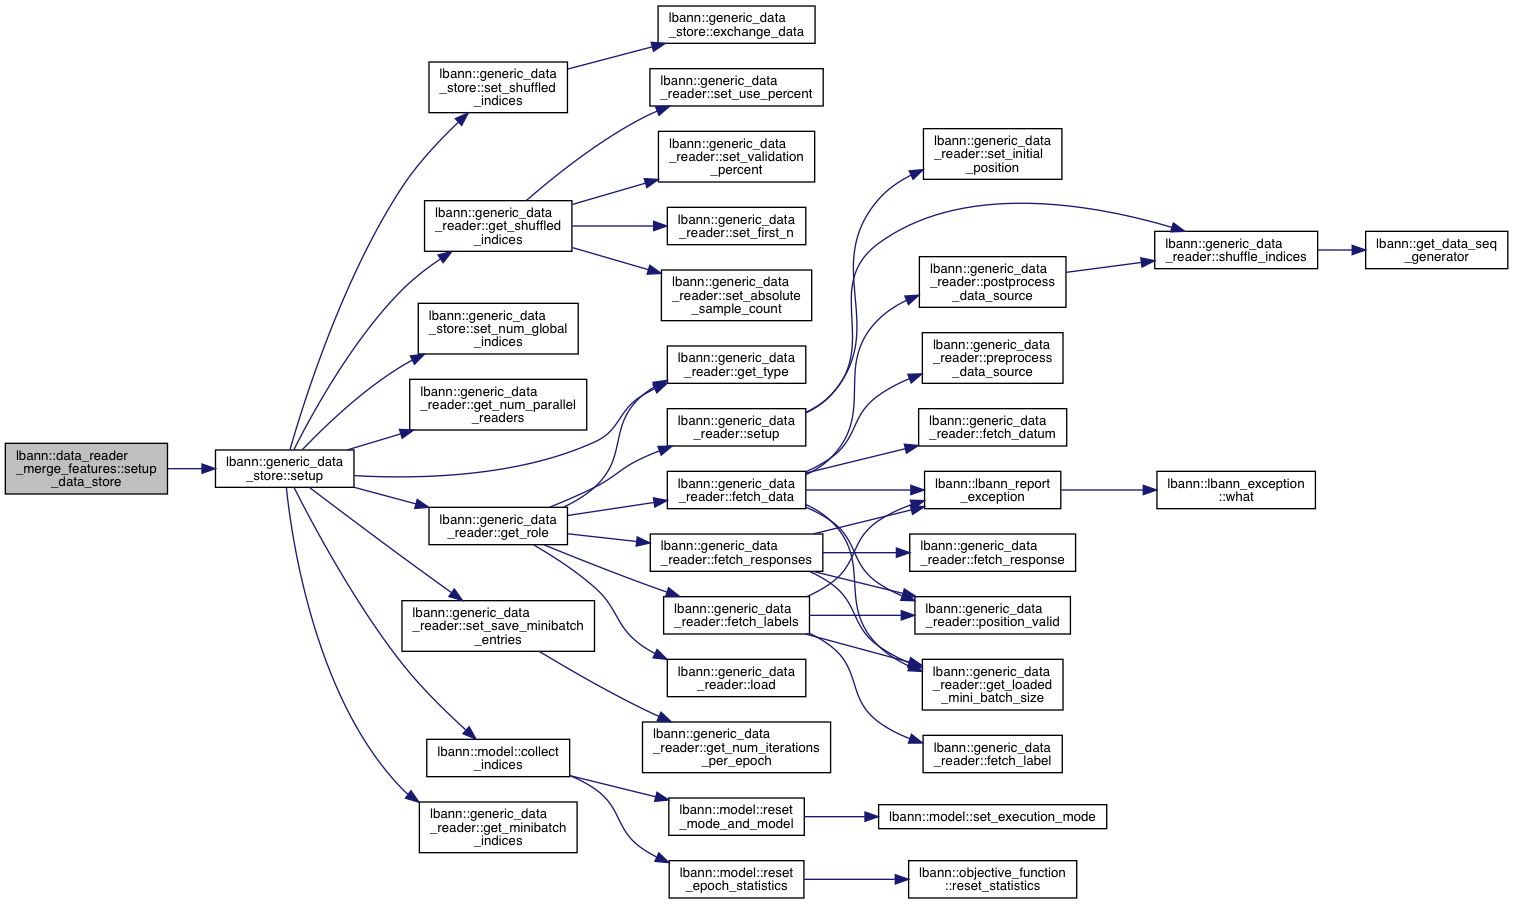 lbann::data_reader
_merge_features::setup
_data_store
lbann::generic_data
_store::setup
lbann::generic_data
_store::set_shuffled
_indices
lbann::generic_data
_store::exchange_data
lbann::generic_data
_reader::get_shuffled
_indices
lbann::generic_data
_reader::set_use_percent
lbann::generic_data
_reader::set_validation
_percent
lbann::generic_data
_reader::set_first_n
lbann::generic_data
_reader::set_absolute
_sample_count
lbann::generic_data
_store::set_num_global
_indices
lbann::generic_data
_reader::get_num_parallel
_readers
lbann::generic_data
_reader::get_type
lbann::generic_data
_reader::get_role
lbann::generic_data
_reader::setup
lbann::generic_data
_reader::set_initial
_position
lbann::generic_data
_reader::shuffle_indices
lbann::get_data_seq
_generator
lbann::generic_data
_reader::fetch_data
lbann::generic_data
_reader::postprocess
_data_source
lbann::generic_data
_reader::preprocess
_data_source
lbann::generic_data
_reader::fetch_datum
lbann::lbann_report
_exception
lbann::lbann_exception
::what
lbann::generic_data
_reader::fetch_responses
lbann::generic_data
_reader::fetch_response
lbann::generic_data
_reader::position_valid
lbann::generic_data
_reader::get_loaded
_mini_batch_size
lbann::generic_data
_reader::fetch_labels
lbann::generic_data
_reader::fetch_label
lbann::generic_data
_reader::load
lbann::generic_data
_reader::set_save_minibatch
_entries
lbann::generic_data
_reader::get_num_iterations
_per_epoch
lbann::model::collect
_indices
lbann::model::reset
_mode_and_model
lbann::model::set_execution_mode
lbann::model::reset
_epoch_statistics
lbann::objective_function
::reset_statistics
lbann::generic_data
_reader::get_minibatch
_indices